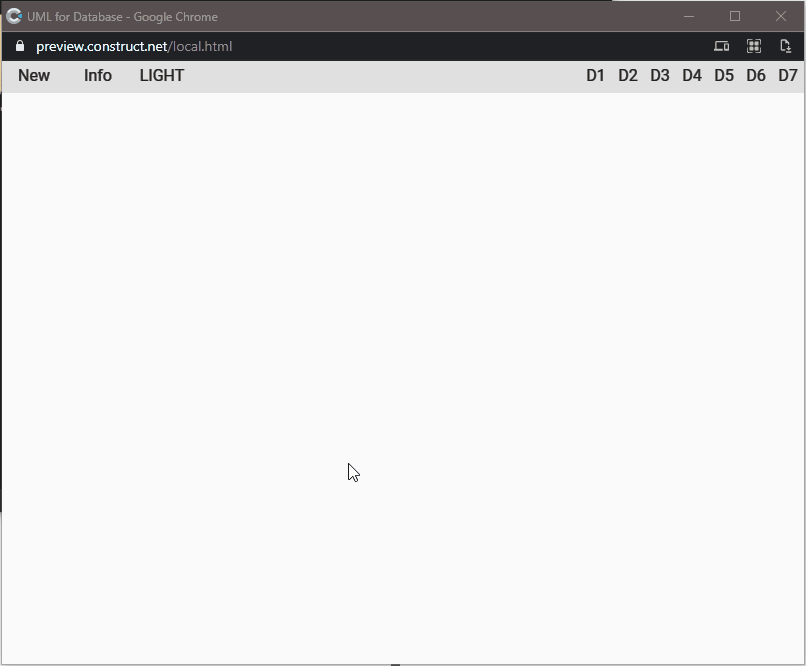 UML for Database - Google Chrome
preview.construct.net/local.html
New Info LIGHT D1 D2 D3 D4 D5 D6 D7